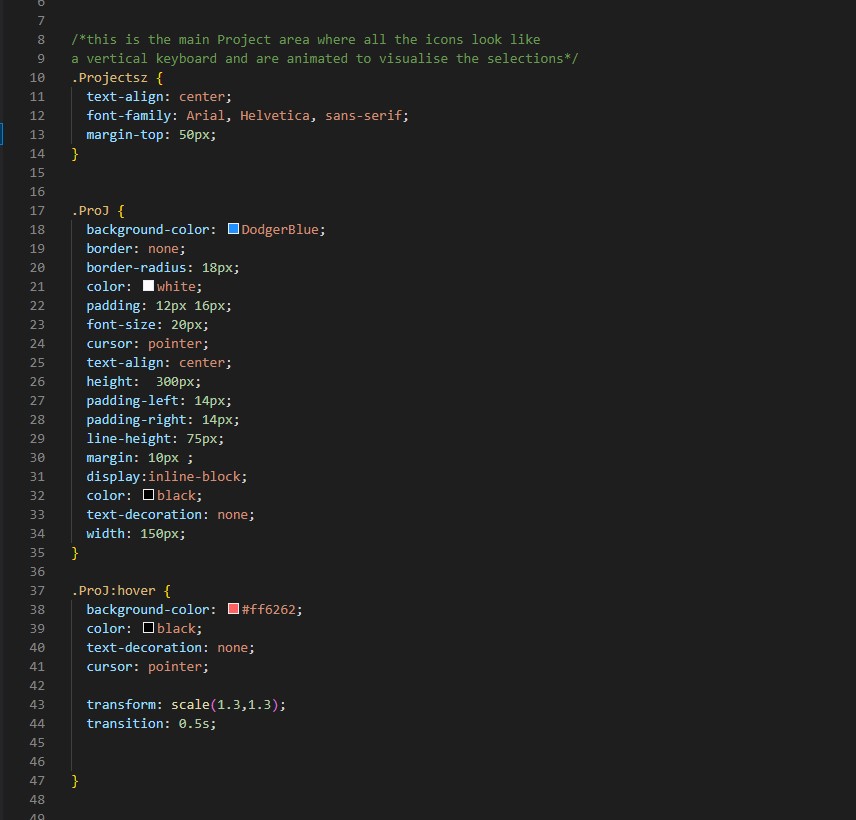 6
7
8 /*this is the main Project area where all the icons look like
9 a vertical keyboard and are animated to visualise the selections*/
10 .Projectsz {
11 text-align: center;
12 font-family: Arial, Helvetica, sans-serif;
13 margin-top: 50px;
14 }
15
16
17 .ProJ {
18 background-color: DodgerBlue;
19 border: none;
20 border-radius: 18px;
21 color: white;
22 padding: 12px 16px;
23 font-size: 20px;
24 cursor: pointer;
25 text-align: center;
26 height:  300px;
27 padding-left: 14px;
28 padding-right: 14px;
29 line-height: 75px;
30 margin: 10px ;
31 display:inline-block;
32 color: black;
33 text-decoration: none;
34 width: 150px;
35 }
36
37 .ProJ:hover {
38 background-color: #ff6262;
39 color: black;
40 text-decoration: none;
41 cursor: pointer;
42
43 transform: scale(1.3,1.3);
44 transition: 0.5s;
45
46
47 }
48
49